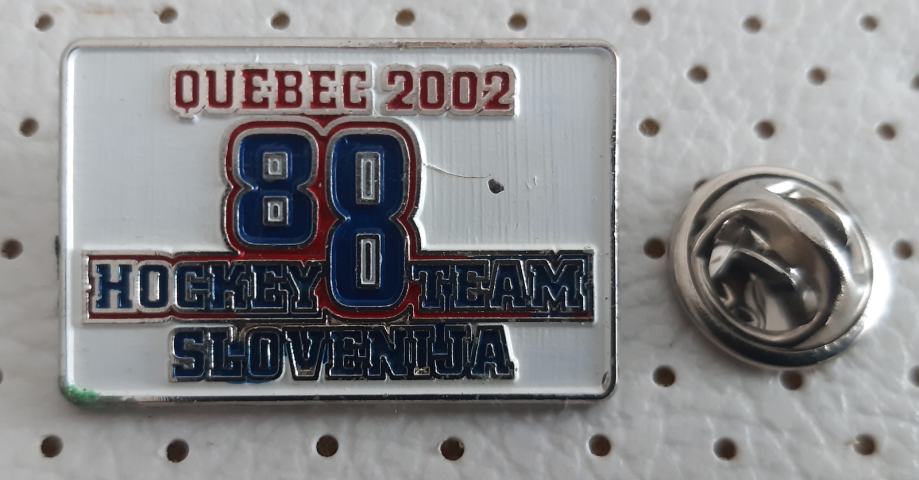 QUEBEC 2002
88
HOCKEY TEAM
SLOVENIJA